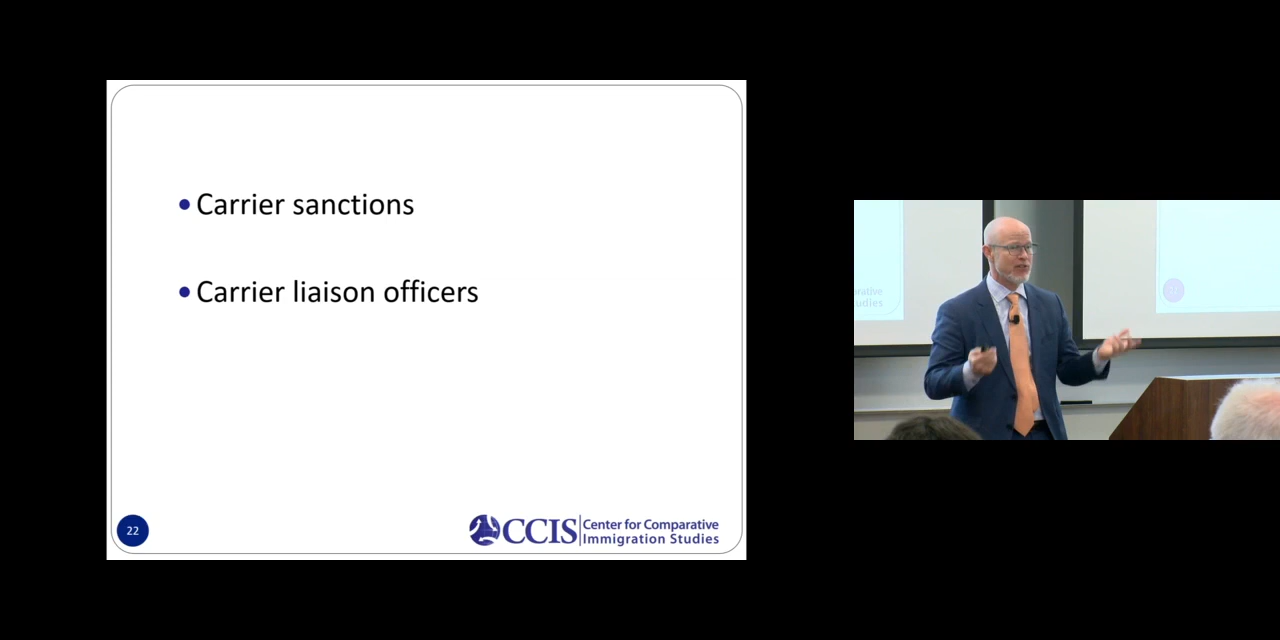 • Carrier sanctions
• Carrier liaison officers
22
CCIS
Center for Comparative
Immigration Studies